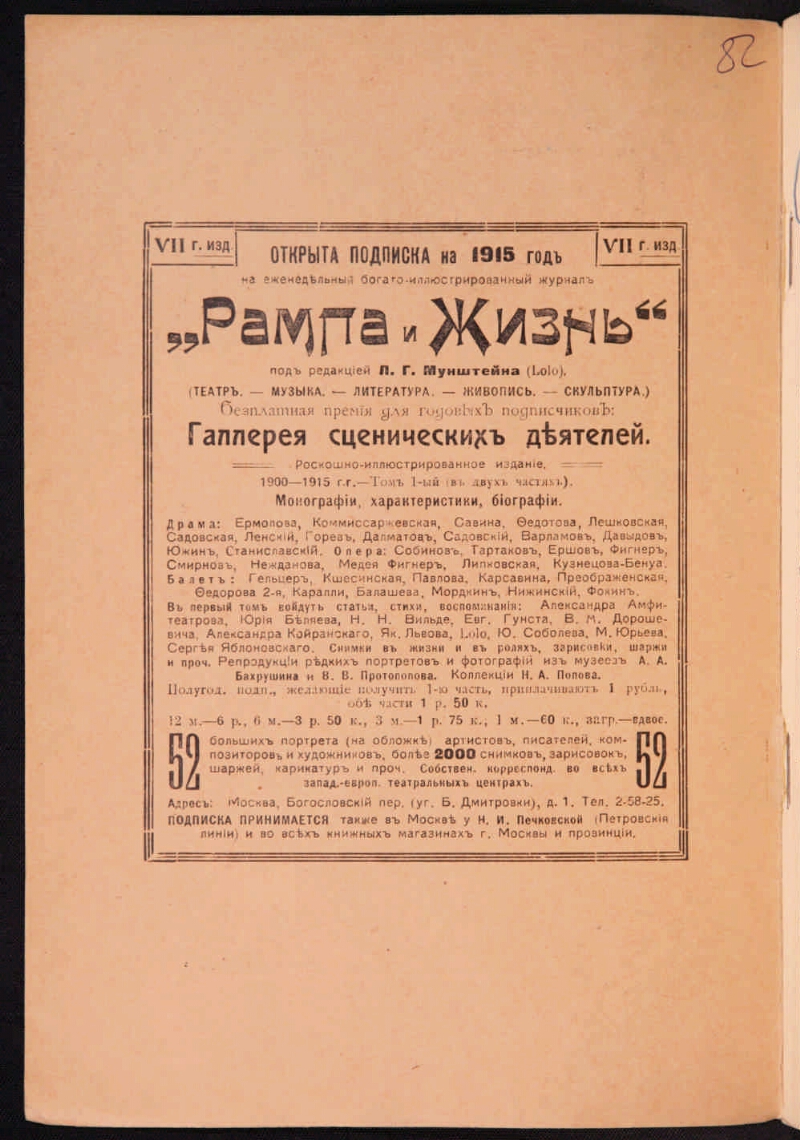 82
VII г. изд.
ОТКРЫТА ПОДПИСКА на 1915 годъ
VII г. изд.
на еженедѣльный богато-иллюстрированный журналъ
„Рампа и Жизнь“
подъ редакціей Л. Г. Мунштейна (Lolo).
(ТЕАТРЪ. — МУЗЫКА. — ЛИТЕРАТУРА. — ЖИВОПИСЬ. — СКУЛЬПТУРА.)
Безплатная премія для годовыхЪ подписчиковЪ:
Галлерея сценическихъ дѣятелей.
Роскошно-иллюстрированное изданіе.
1900—1915 г.г.—Томъ 1-ый (въ двухъ частяхъ).
Монографіи, характеристики, біографіи.
Драма: Ермолова, Коммиссаржевская, Савина, Ѳедотова, Лешковская,
Садовская, Ленскій, Горевъ, Далматовъ, Садовскій, Варламовъ, Давыдовъ,
Южинъ, Станиславскій. Опера: Собиновъ, Тартаковъ, Ершовъ, Фигнеръ,
Смирновъ, Нежданова, Медея Фигнеръ, Липковская, Кузнецова-Бенуа.
Балетъ: Гельцеръ, Кшесинская, Павлова, Карсавина, Преображенская,
Ѳедорова 2-я, Каралли, Балашева, Мордкинъ, Нижинскій, Фокинъ.
Въ первый томъ войдутъ статьи, стихи, воспоминанія: Александра Амфи-
театрова, Юрія Бѣляева, Н. Н. Вильде, Евг. Гунста, В. М. Дороше-
вича, Александра Койранскаго, Як. Львова, Lolo, Ю. Соболева, М. Юрьева,
Сергѣя Яблоновскаго. Снимки въ жизни и въ роляхъ, зарисовки, шаржи
и проч. Репродукціи рѣдкихъ портретовъ и фотографій изъ музеевъ А. А.
Бахрушина и В. В. Протопопова. Коллекціи Н. А. Попова.
Полугод. подп., желающіе получить 1-ю часть, приплачиваютъ 1 рубль,
обѣ части 1 р. 50 к.
12 м.—6 р., 6 м.—3 р. 50 к., 3 м.—1 р. 75 к.; 1 м.—60 к., загр.—вдвое.
52 большихъ портрета (на обложкѣ) артистовъ, писателей, ком- 52
позиторовъ и художниковъ, болѣе 2000 снимковъ, зарисовокъ,
шаржей, карикатуръ и проч. Собствен. корреспонд. во всѣхъ
запад.-европ. театральныхъ центрахъ.
Адресъ: Москва, Богословскій пер. (уг. Б. Дмитровки), д. 1. Тел. 2-58-25.
ПОДПИСКА ПРИНИМАЕТСЯ также въ Москвѣ у Н. И. Печковской (Петровскія
линіи) и во всѣхъ книжныхъ магазинахъ г. Москвы и провинціи.